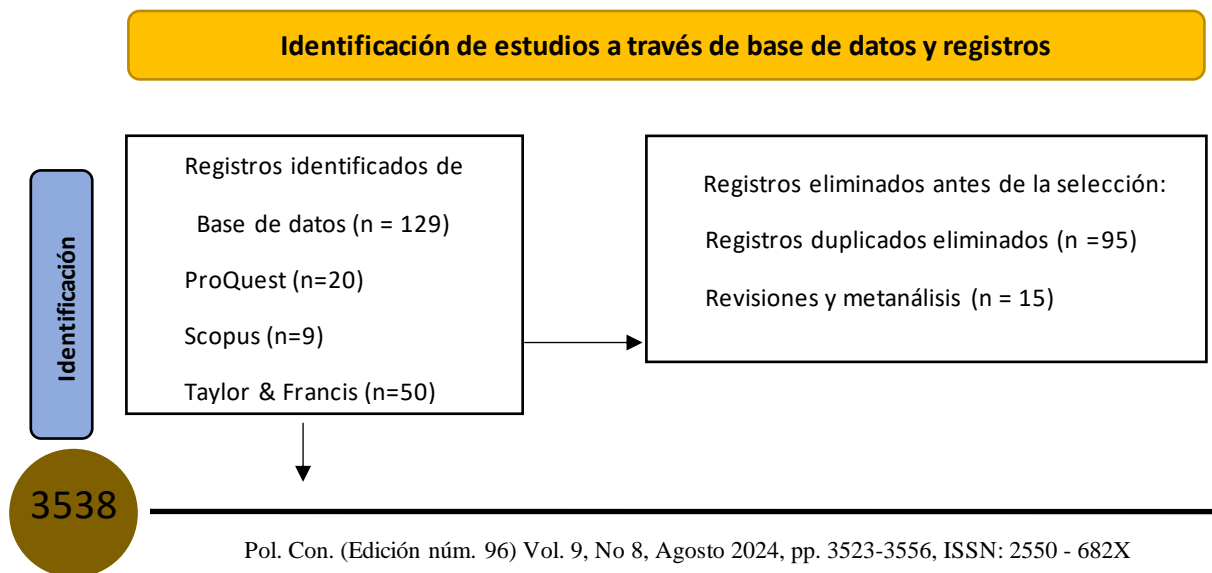 Identificación de estudios a través de base de datos y registros
Registros identificados de
Base de datos (n = 129)
ProQuest (n=20)
Scopus (n=9)
Taylor & Francis (n=50)
Registros eliminados antes de la selección:
Registros duplicados eliminados (n =95)
Revisiones y metanálisis (n = 15)
Identificación
3538
Pol. Con. (Edición núm. 96) Vol. 9, No 8, Agosto 2024, pp. 3523-3556, ISSN: 2550 - 682X